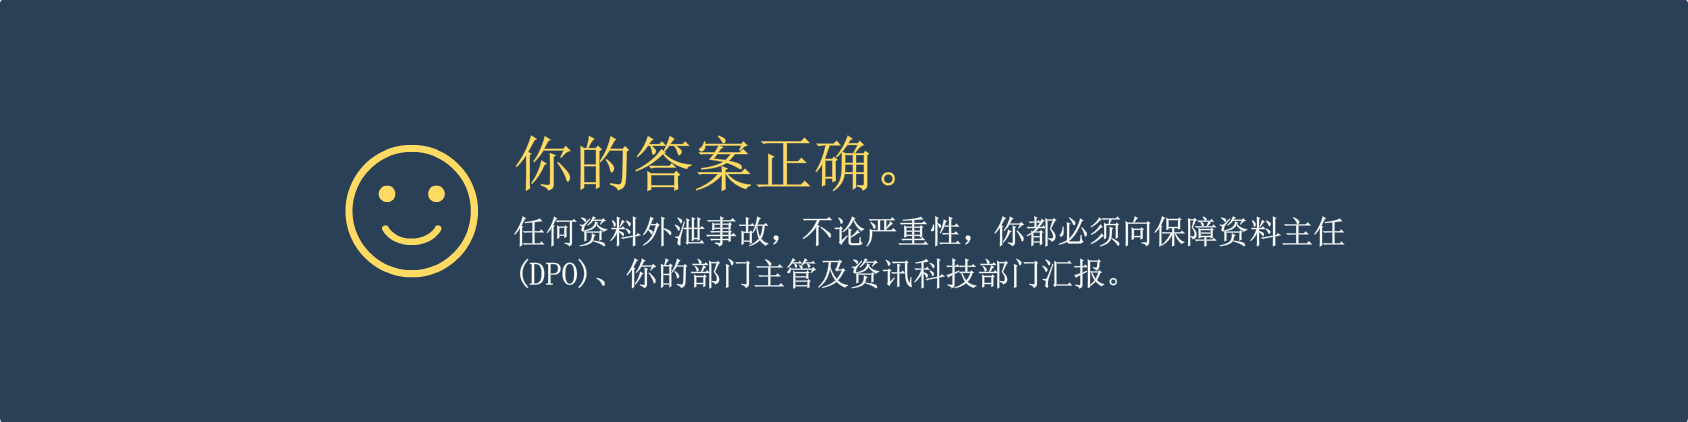 你的答案正确。
任何资料外泄事故，不论严重性，你都必须向保障资料主任
(DPO)、你的部门主管及资讯科技部门汇报。